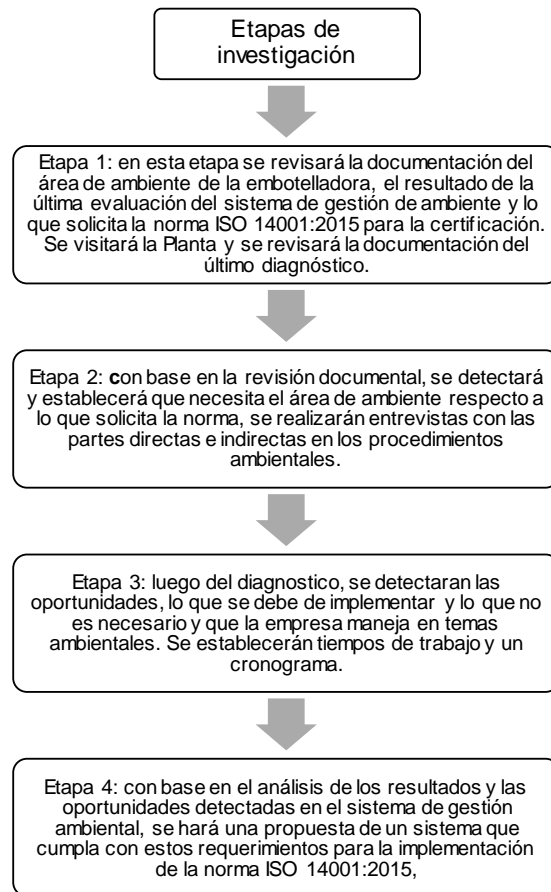 Etapas de
investigación
Etapa 1: en esta etapa se revisará la documentación del
área de ambiente de la embotelladora, el resultado de la
última evaluación del sistema de gestión de ambiente y lo
que solicita la norma ISO 14001:2015 para la certificación.
Se visitará la Planta y se revisará la documentación del
último diagnóstico.
Etapa 2: con base en la revisión documental, se detectará
y establecerá que necesita el área de ambiente respecto a
lo que solicita la norma, se realizarán entrevistas con las
partes directas e indirectas en los procedimientos
ambientales.
Etapa 3: luego del diagnostico, se detectaran las
oportunidades, lo que se debe de implementar y lo que no
es necesario y que la empresa maneja en temas
ambientales. Se establecerán tiempos de trabajo y un
cronograma.
Etapa 4: con base en el análisis de los resultados y las
oportunidades detectadas en el sistema de gestión
ambiental, se hará una propuesta de un sistema que
cumpla con estos requerimientos para la implementación
de la norma ISO 14001:2015,